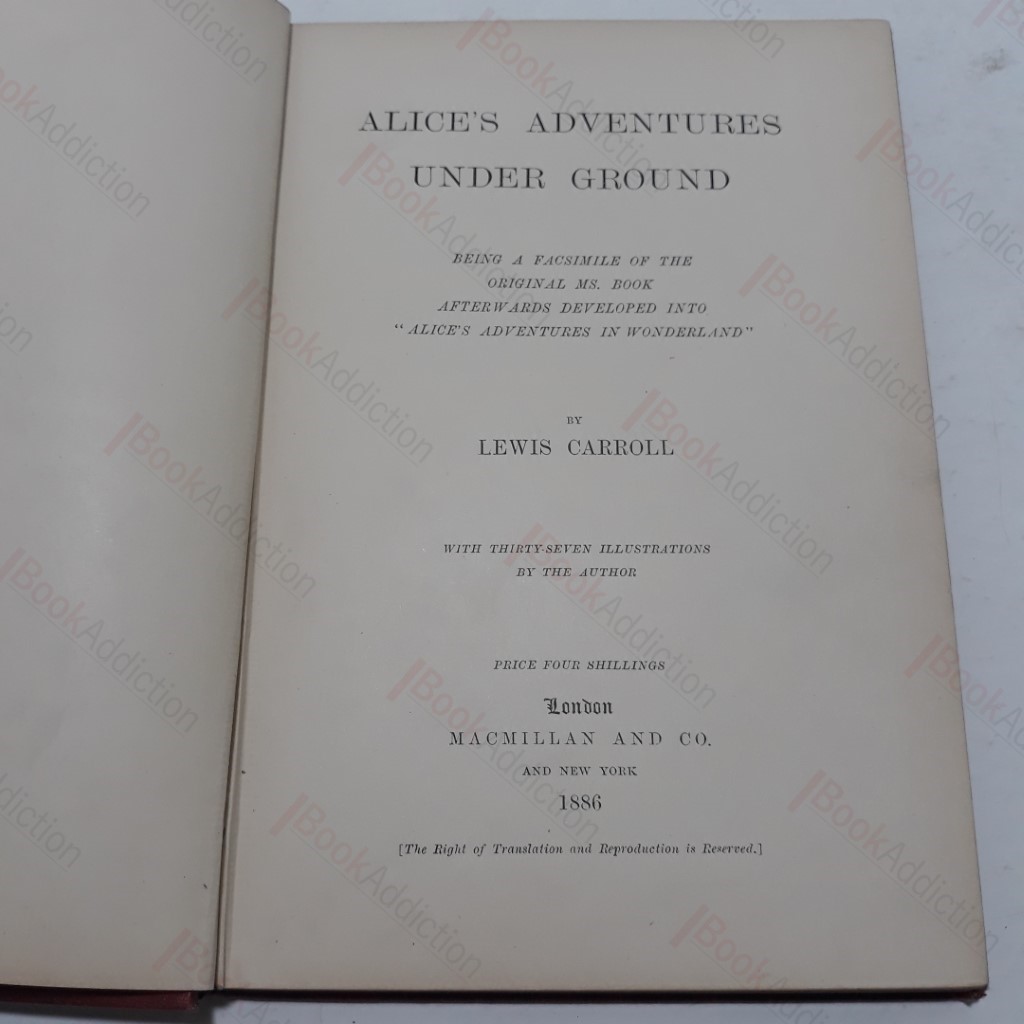 ALICE'S ADVENTURES
UNDER GROUND
BEING A FACSIMILE OF THE
ORIGINAL MS. BOOK
AFTERWARDS DEVELOPED INTO
"ALICE'S ADVENTURES IN WONDERLAND"
BY
LEWIS CARROLL
WITH THIRTY-SEVEN ILLUSTRATIONS
BY THE AUTHOR
PRICE FOUR SHILLINGS
London
MACMILLAN AND CO.
AND NEW YORK
1886
[The Right of Translation and Reproduction is Reserved.]
BookAddiction